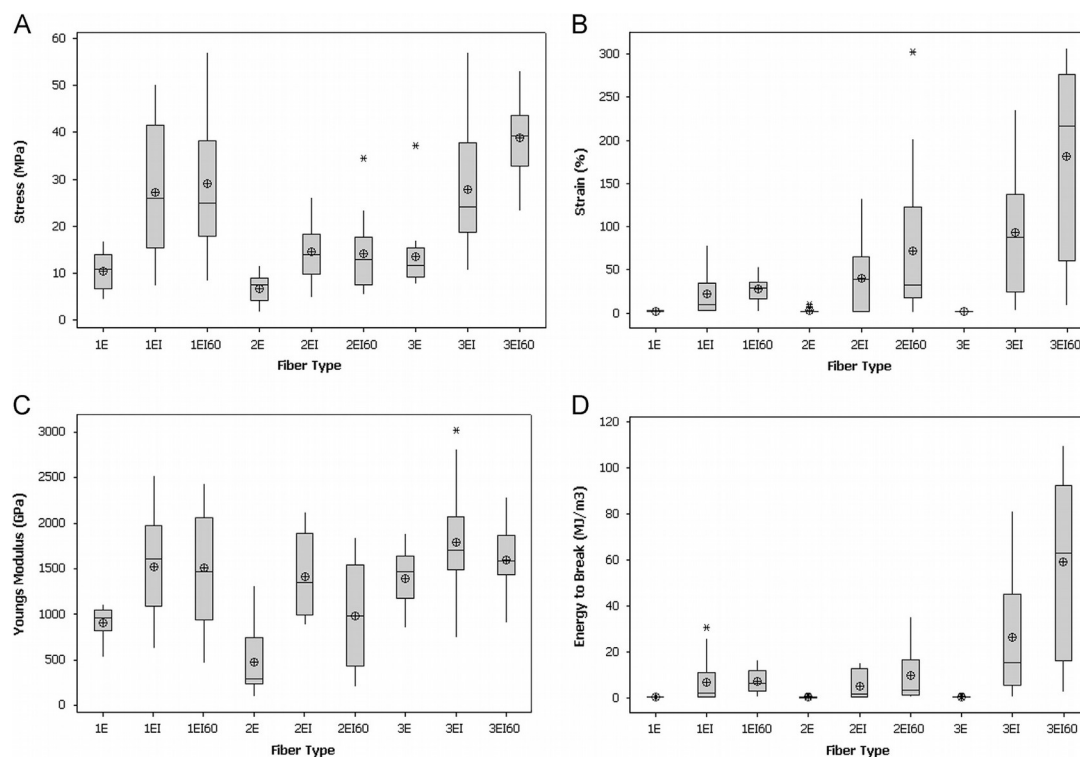 A
Stress (MPa)
60
50
40
30
20
10
0
1E 1EI 1EI60 2E 2EI 2EI60 3E 3EI 3EI60
Fiber Type
B
Strain (%)
300
250
200
150
100
50
0
1E 1EI 1EI60 2E 2EI 2EI60 3E 3EI 3EI60
Fiber Type
C
Youngs Modulus (GPa)
3000
2500
2000
1500
1000
500
0
1E 1EI 1EI60 2E 2EI 2EI60 3E 3EI 3EI60
Fiber Type
D
Energy to Break (MJ/m3)
120
100
80
60
40
20
0
1E 1EI 1EI60 2E 2EI 2EI60 3E 3EI 3EI60
Fiber Type